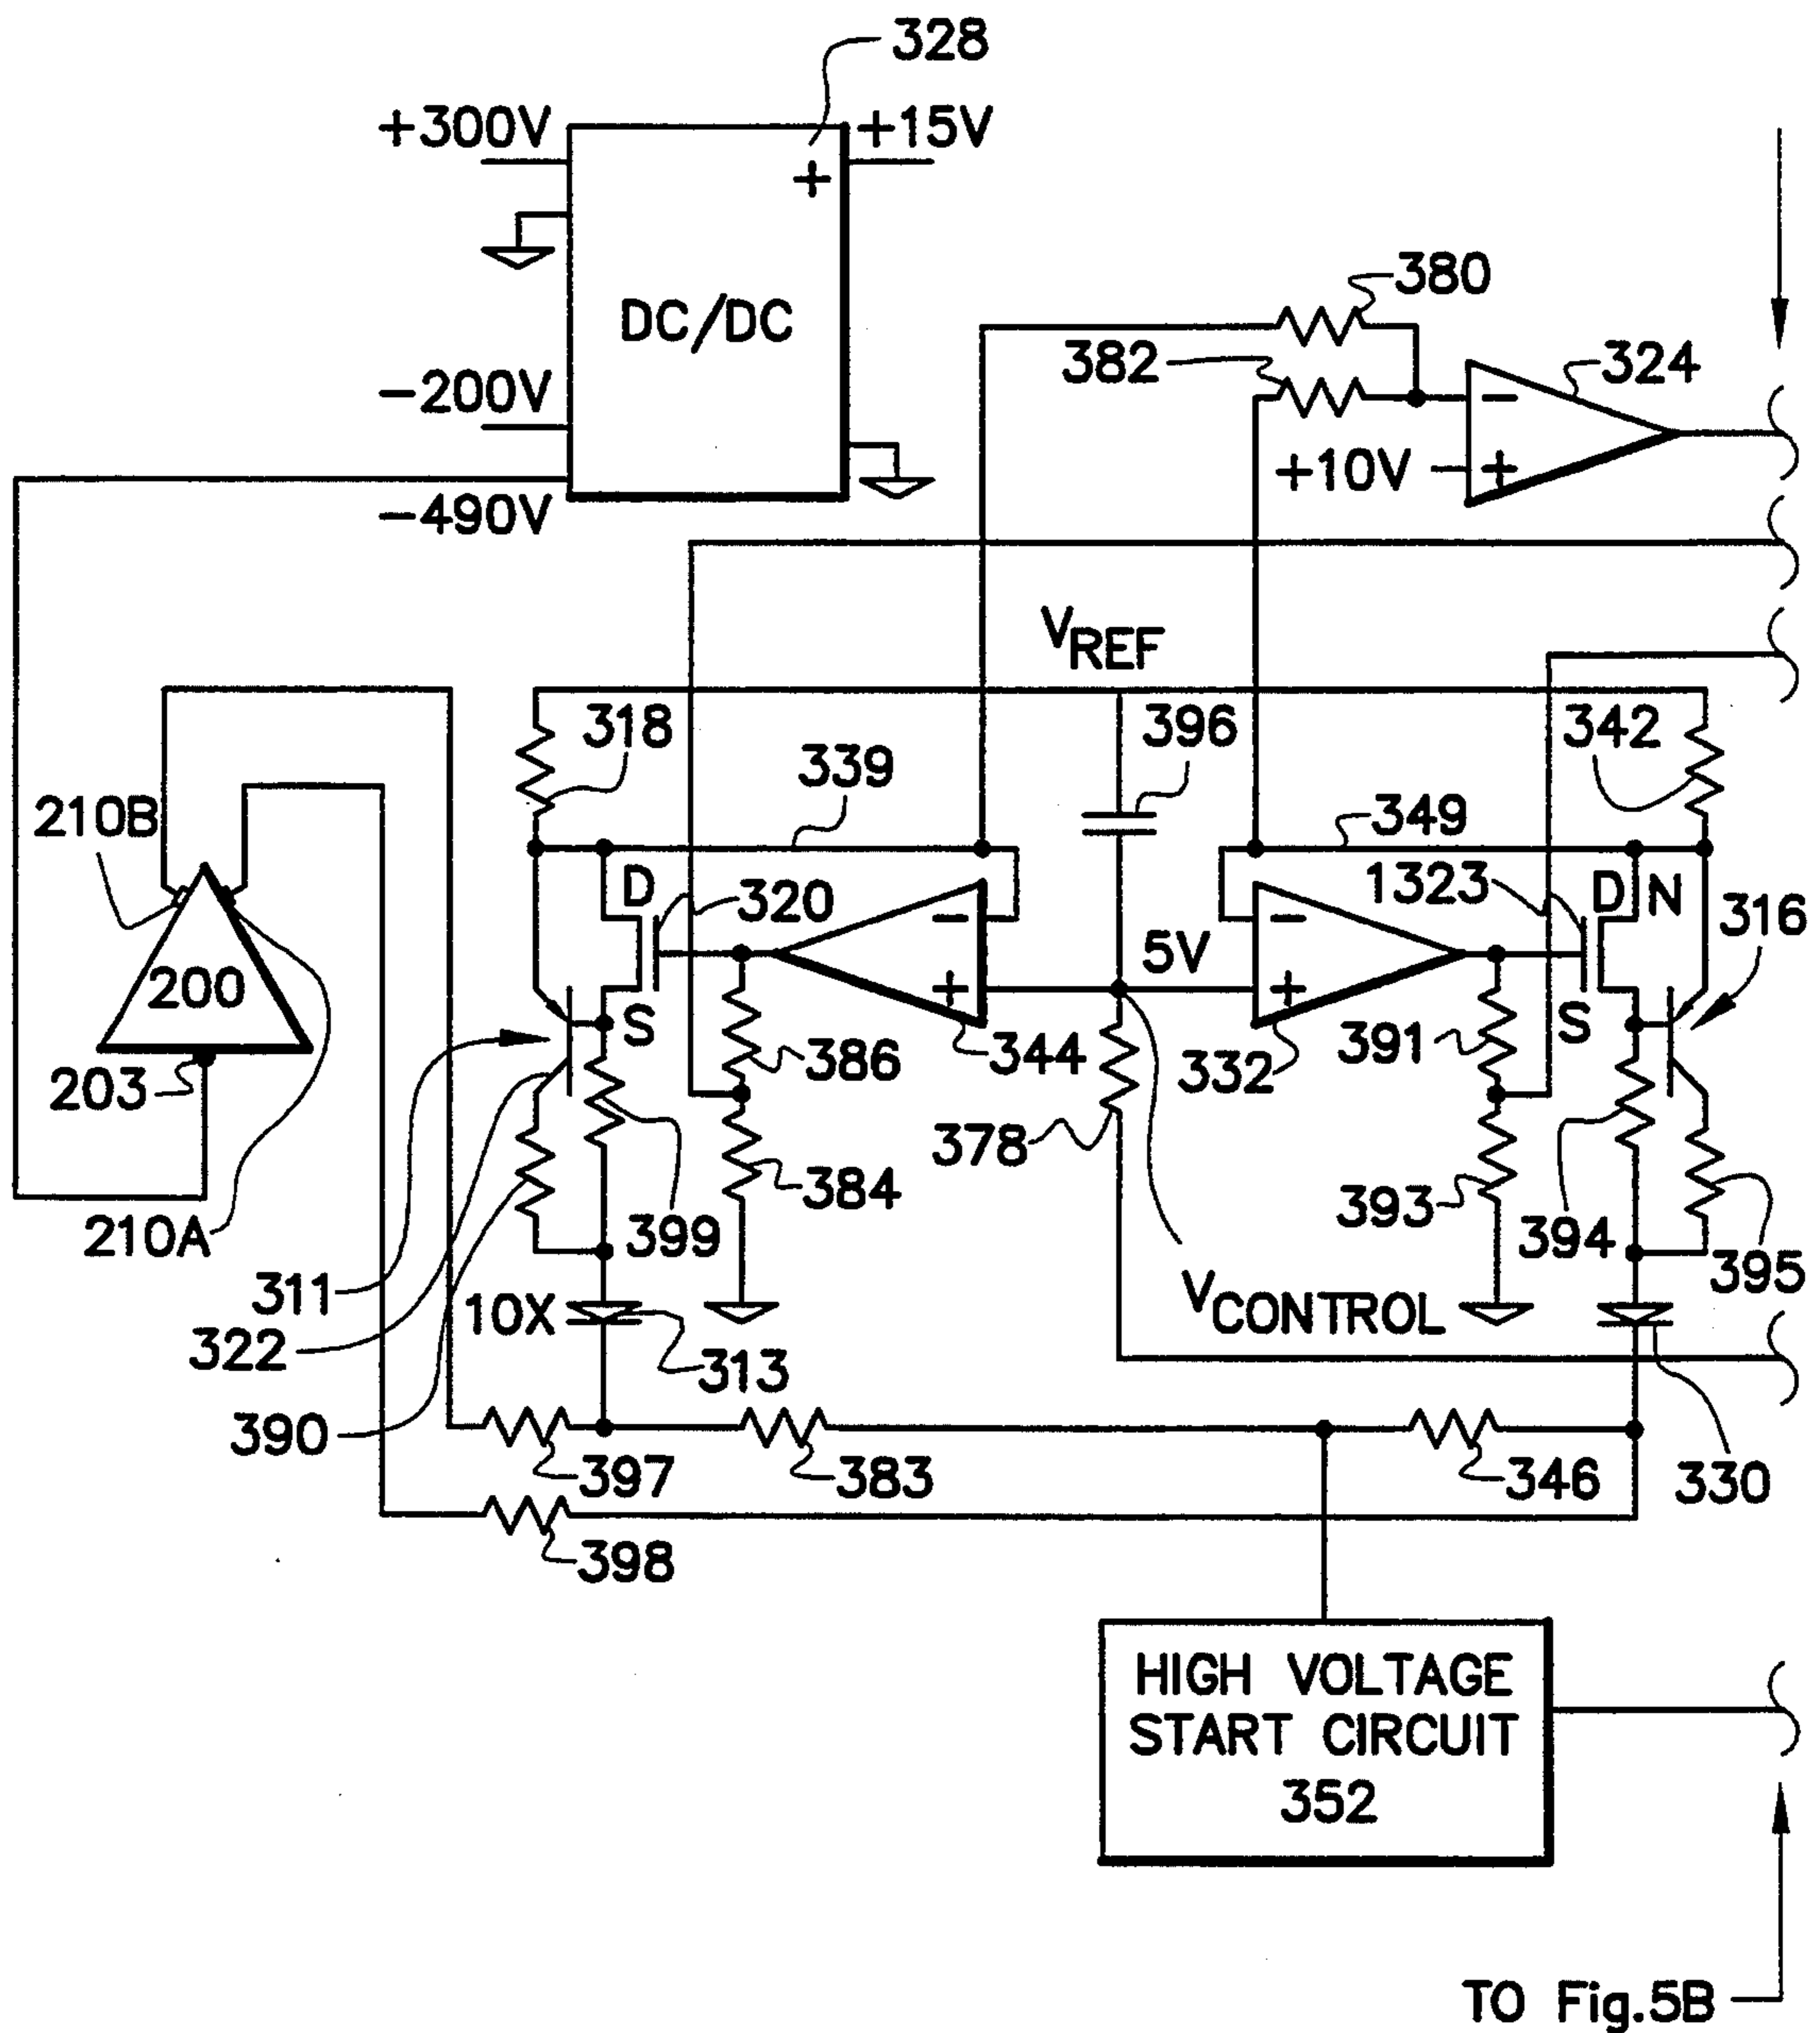 328
+300V
+15V
+
DC/DC
-200V
-490V
380
382
324
-
+10V
+
VREF
318
396
342
339
349
210B
1323
D
320
D N
316
-
-
5V
200
+
+
S
S
386
344
332
391
203
378
384
393
210A
399
394
395
311
10X
VCONTROL
322
313
390
397
383
346
330
398
HIGH VOLTAGE
START CIRCUIT
352
TO Fig.5B